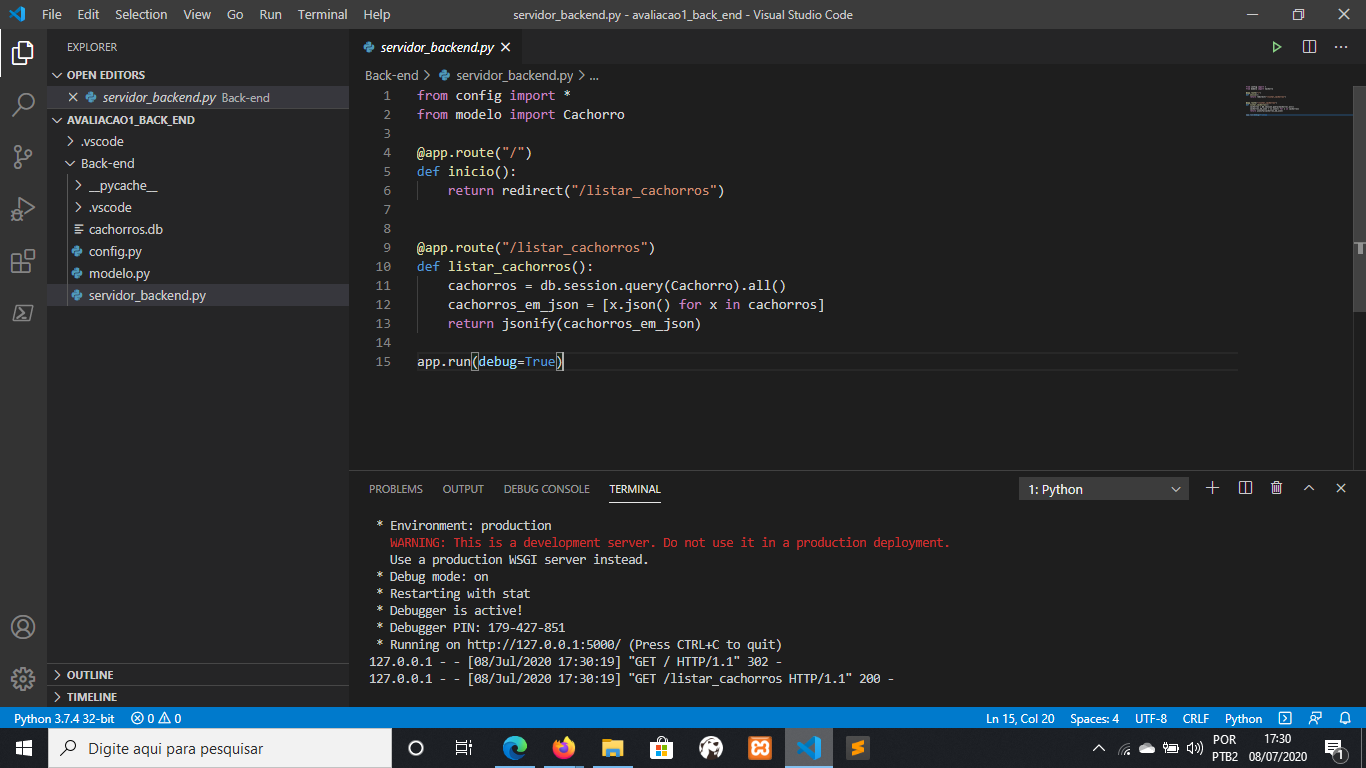 File Edit Selection View Go Run Terminal Help
servidor_backend.py - avaliacao1_back_end - Visual Studio Code
EXPLORER
OPEN EDITORS
servidor_backend.py Back-end
AVALIACAO1_BACK_END
.vscode
Back-end
__pycache__
.vscode
cachorros.db
config.py
modelo.py
servidor_backend.py
OUTLINE
TIMELINE
servidor_backend.py
Back-end > servidor_backend.py > ...
1 from config import *
2 from modelo import Cachorro
3
4 @app.route("/")
5 def inicio():
6     return redirect("/listar_cachorros")
7
8
9 @app.route("/listar_cachorros")
10 def listar_cachorros():
11     cachorros = db.session.query(Cachorro).all()
12     cachorros_em_json = [x.json() for x in cachorros]
13     return jsonify(cachorros_em_json)
14
15 app.run(debug=True)
PROBLEMS OUTPUT DEBUG CONSOLE TERMINAL
1: Python
* Environment: production
WARNING: This is a development server. Do not use it in a production deployment.
Use a production WSGI server instead.
* Debug mode: on
* Restarting with stat
* Debugger is active!
* Debugger PIN: 179-427-851
* Running on http://127.0.0.1:5000/ (Press CTRL+C to quit)
127.0.0.1 - - [08/Jul/2020 17:30:19] "GET / HTTP/1.1" 302 -
127.0.0.1 - - [08/Jul/2020 17:30:19] "GET /listar_cachorros HTTP/1.1" 200 -
Python 3.7.4 32-bit 0 0
Ln 15, Col 20 Spaces: 4 UTF-8 CRLF Python
Digite aqui para pesquisar
POR
PTB2
17:30
08/07/2020
1